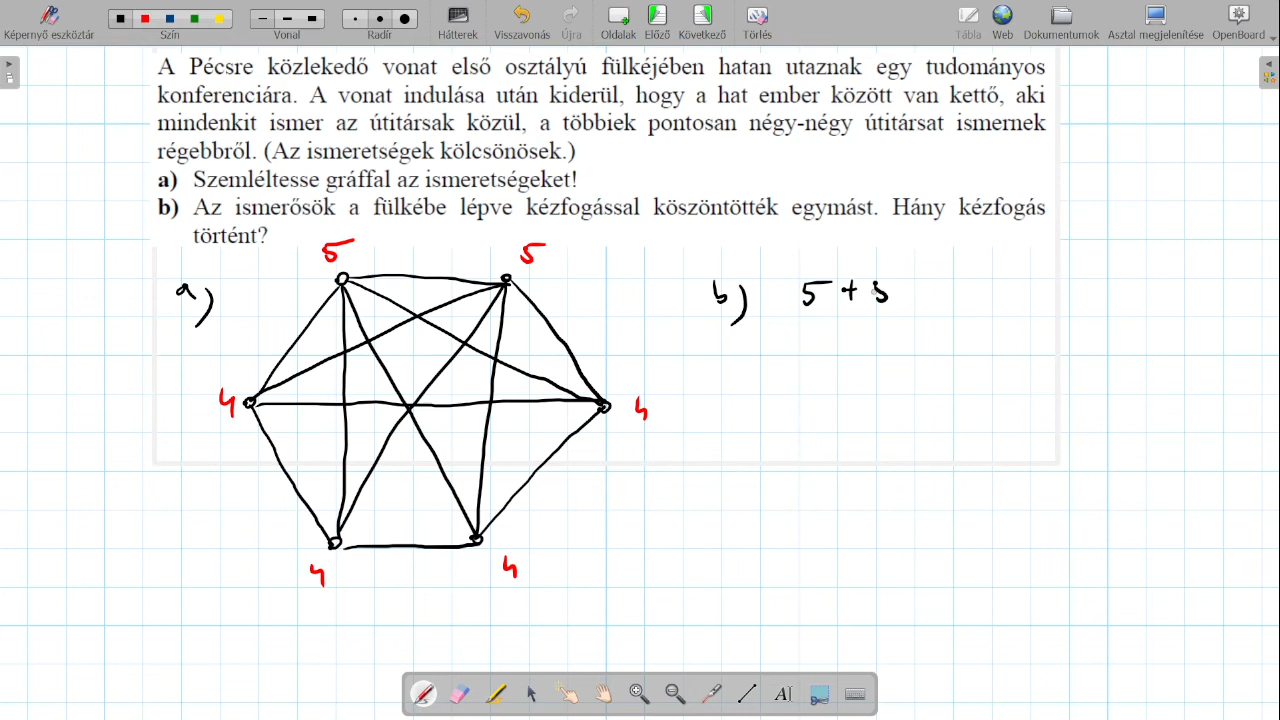 Képernyő eszköztár Szín Vonal Radír Hátterek Visszavonás Újra Oldalak Előző Következő Törlés Tábla Web Dokumentumok Asztal megjelenítése OpenBoard
A Pécsre közlekedő vonat első osztályú fülkéjében hatan utaznak egy tudományos
konferenciára. A vonat indulása után kiderül, hogy a hat ember között van kettő, aki
mindenkit ismer az útitársak közül, a többiek pontosan négy-négy útitársat ismernek
régebbről. (Az ismeretségek kölcsönösek.)
a) Szemléltesse gráffal az ismeretségeket!
b) Az ismerősök a fülkébe lépve kézfogással köszöntötték egymást. Hány kézfogás
történt?
5 5
a) b) 5 + 5
4 4
4 4
AI